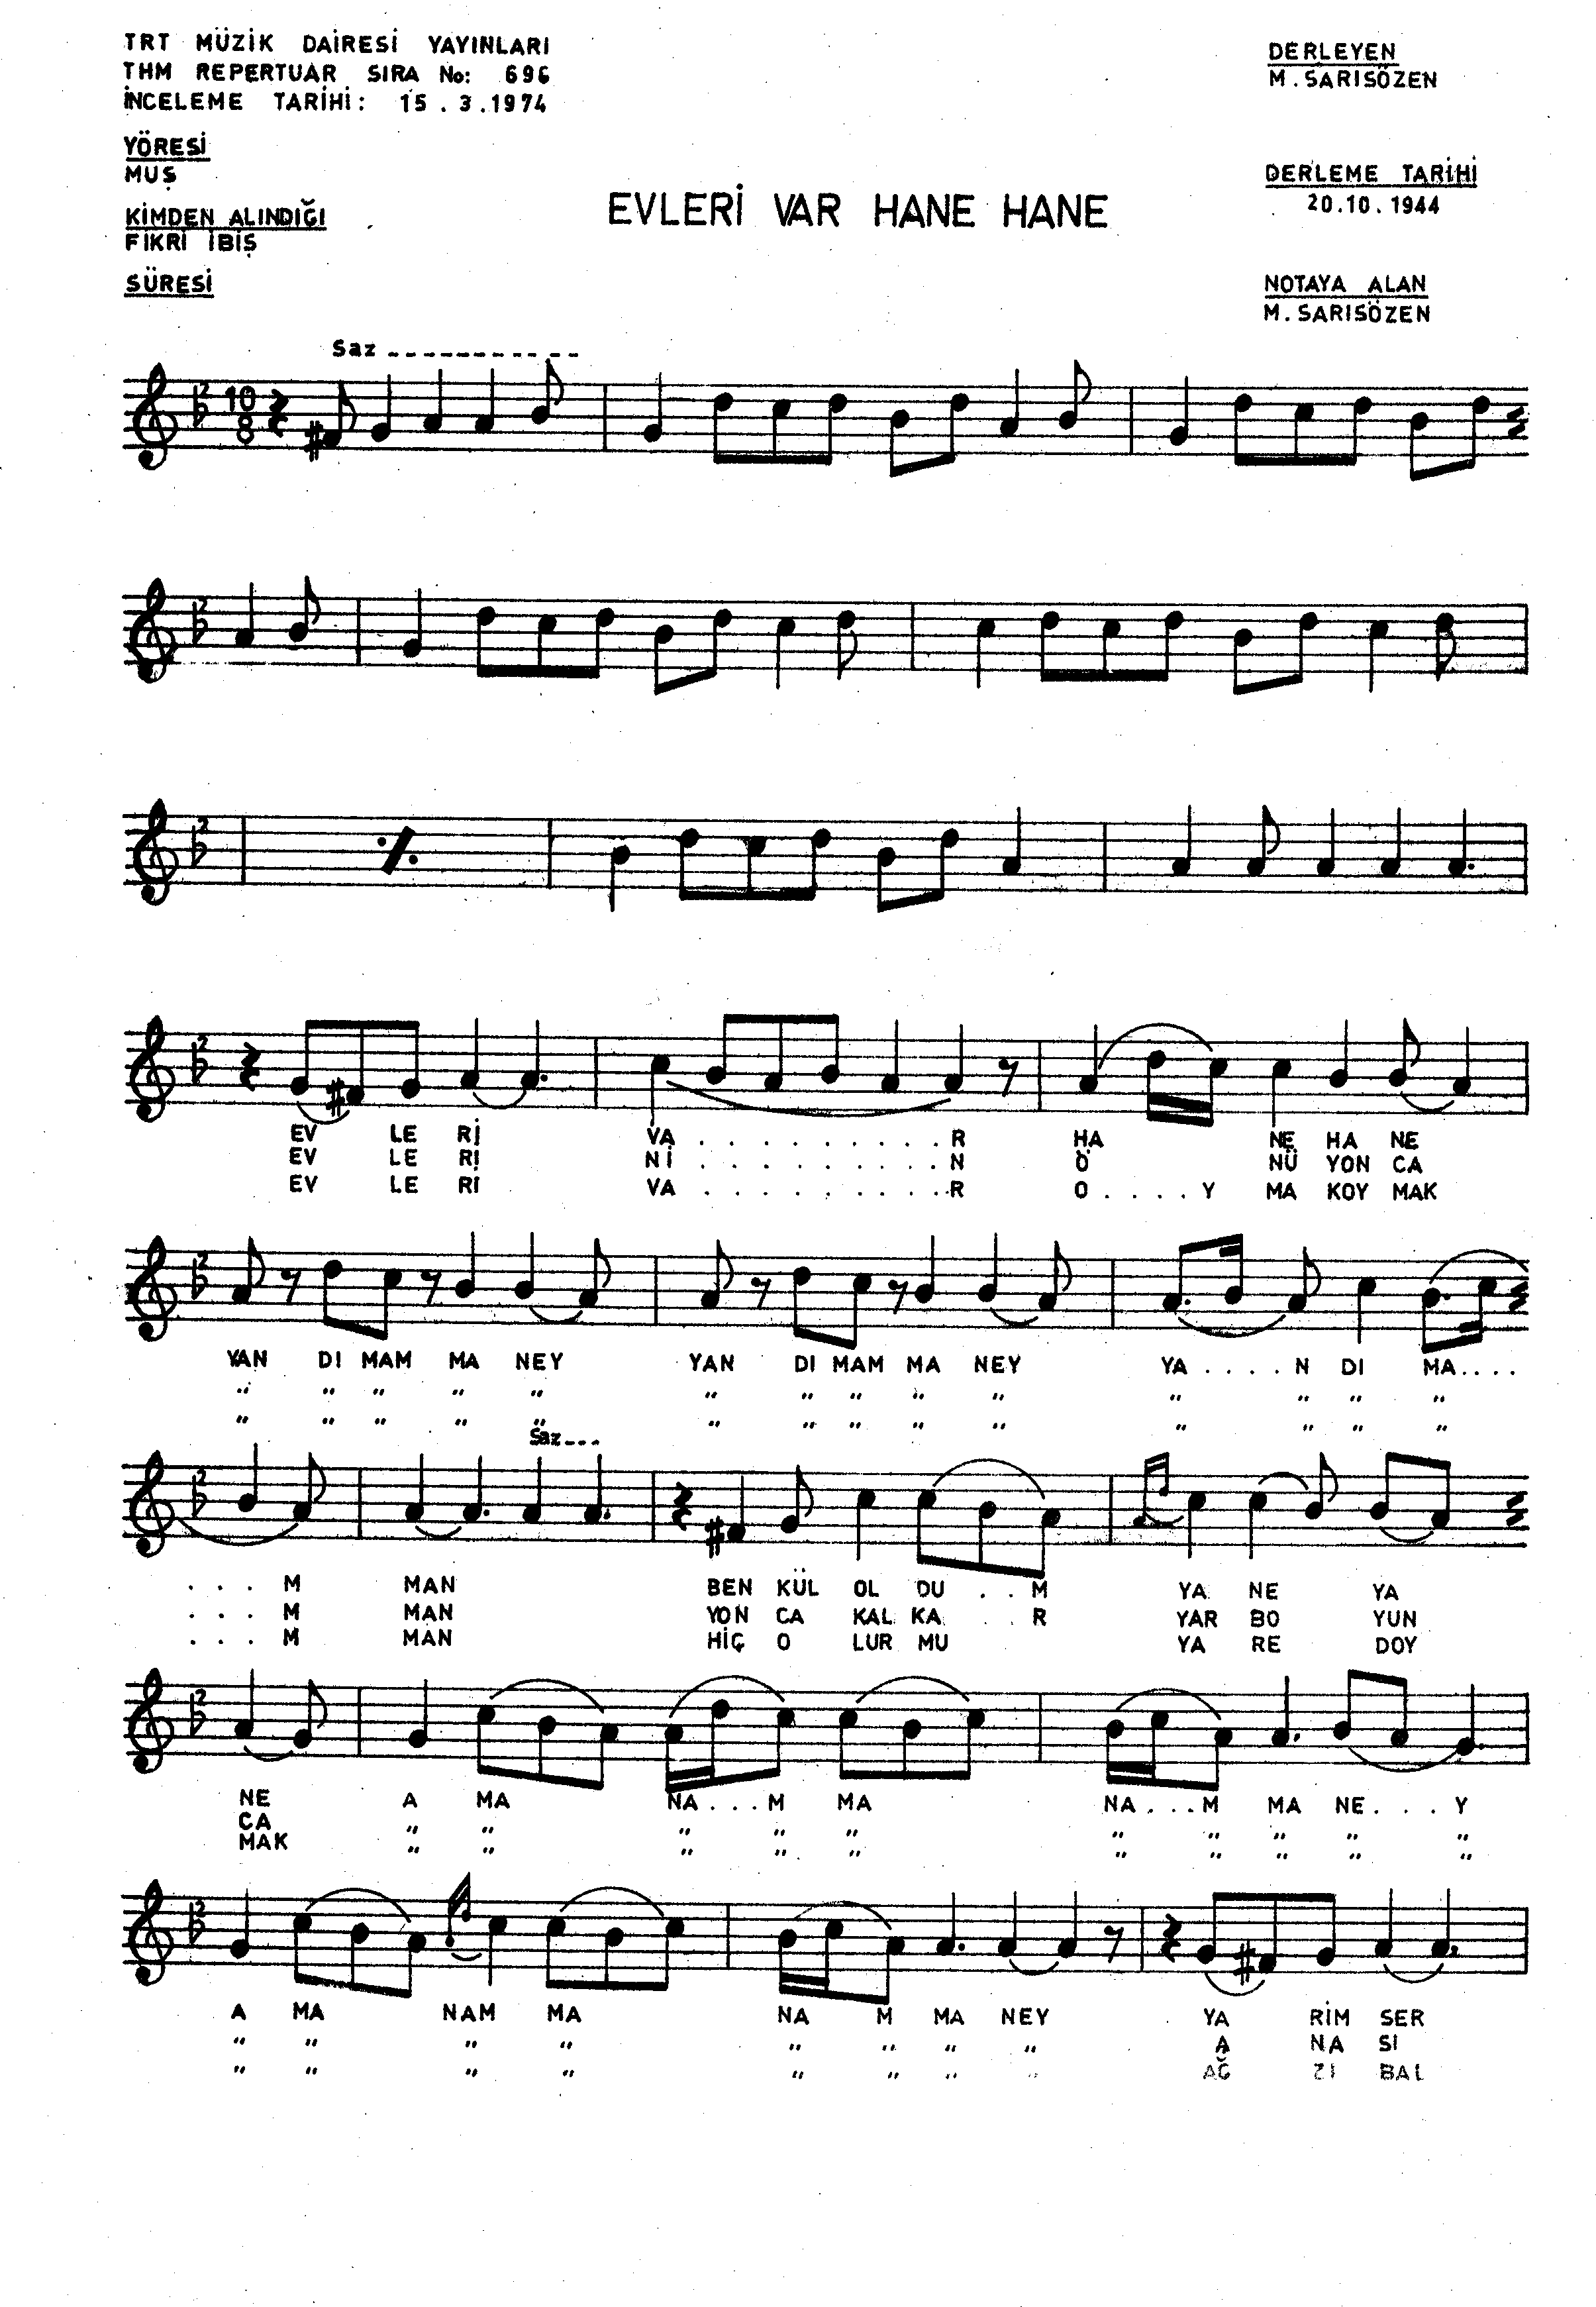 TRT MÜZİK DAİRESİ YAYINLARI
THM REPERTUAR SIRA No: 696
İNCELEME TARİHİ: 15.3.1974
DERLEYEN
M.SARISÖZEN
YÖRESİ
MUŞ
DERLEME TARİHİ
20.10.1944
KİMDEN ALINDIĞI
FİKRİ İBİŞ
EVLERİ VAR HANE HANE
SÜRESİ
NOTAYA ALAN
M.SARISÖZEN
Saz -----------
10
8
EV LE Rİ VA . . . . . . . . . R HA NE HA NE
EV LE Rİ Nİ . . . . . . . . . N Ö NÜ YON CA
EV LE Rİ VA . . . . . . . . . R O . . . . Y MA KOY MAK
YAN DI MAM MA NEY YAN DI MAM MA NEY YA . . . . N DI MA . . . .
" " " " " " " " " " " " " "
" " " " " " " " " " " " " "
Saz ---
. . . M MAN BEN KÜL OL DU . . M YA NE YA
. . . M MAN YON CA KAL KA . . R YAR BO YUN
. . . M MAN HİÇ O LUR MU YA RE DOY
NE A MA NA . . . M MA NA . . . M MA NE . . . Y
CA " " " " " " " " " "
MAK " " " " " " " " " "
A MA NAM MA NA M MA NEY YA RİM SER
" " " " " " " " A NA SI
" " " " " " " " AĞ ZI BAL